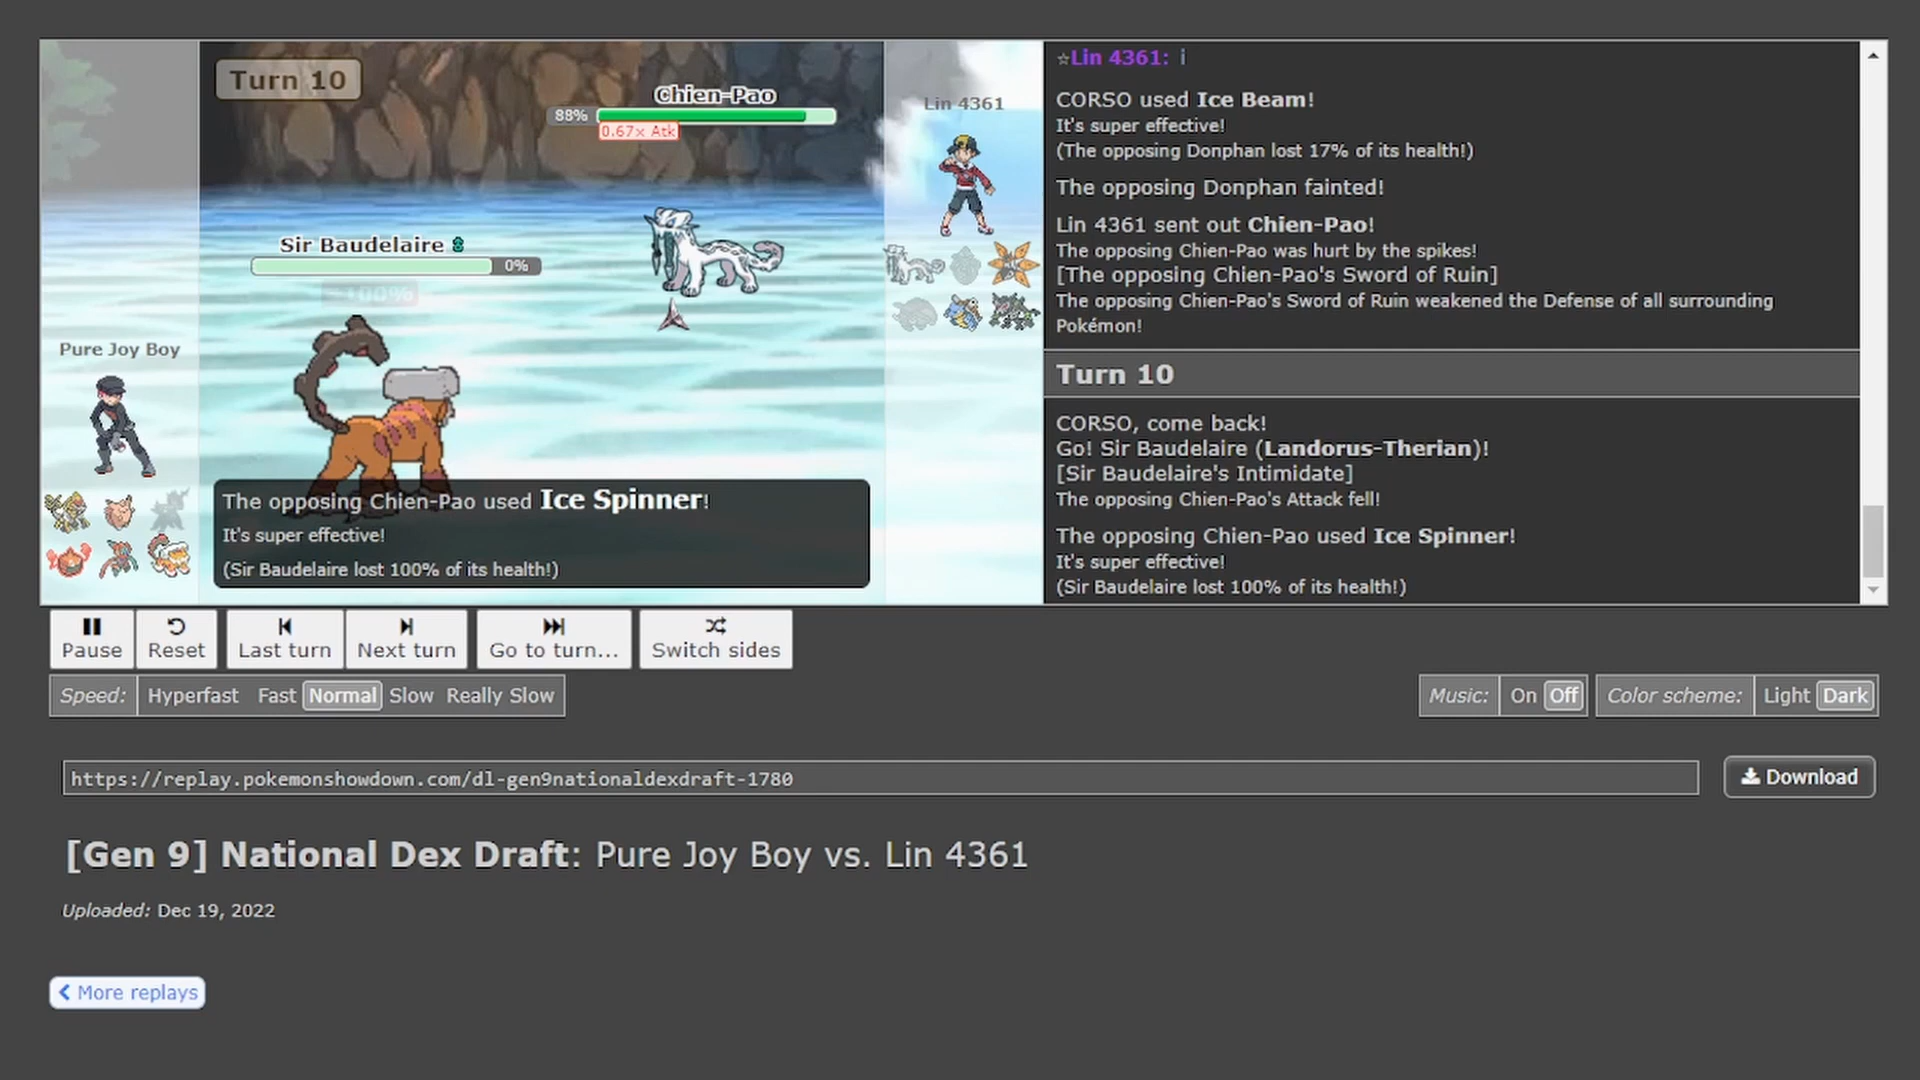 Turn 10
Chien-Pao
88%
0.67× Atk
Sir Baudelaire
0%
-100%
Pure Joy Boy
Lin 4361
The opposing Chien-Pao used Ice Spinner!
It's super effective!
(Sir Baudelaire lost 100% of its health!)
☆Lin 4361: i
CORSO used Ice Beam!
It's super effective!
(The opposing Donphan lost 17% of its health!)
The opposing Donphan fainted!
Lin 4361 sent out Chien-Pao!
The opposing Chien-Pao was hurt by the spikes!
[The opposing Chien-Pao's Sword of Ruin]
The opposing Chien-Pao's Sword of Ruin weakened the Defense of all surrounding
Pokémon!
Turn 10
CORSO, come back!
Go! Sir Baudelaire (Landorus-Therian)!
[Sir Baudelaire's Intimidate]
The opposing Chien-Pao's Attack fell!
The opposing Chien-Pao used Ice Spinner!
It's super effective!
(Sir Baudelaire lost 100% of its health!)
Pause Reset Last turn Next turn Go to turn... Switch sides
Speed: Hyperfast Fast Normal Slow Really Slow
Music: On Off Color scheme: Light Dark
https://replay.pokemonshowdown.com/dl-gen9nationaldexdraft-1780
Download
[Gen 9] National Dex Draft: Pure Joy Boy vs. Lin 4361
Uploaded: Dec 19, 2022
More replays